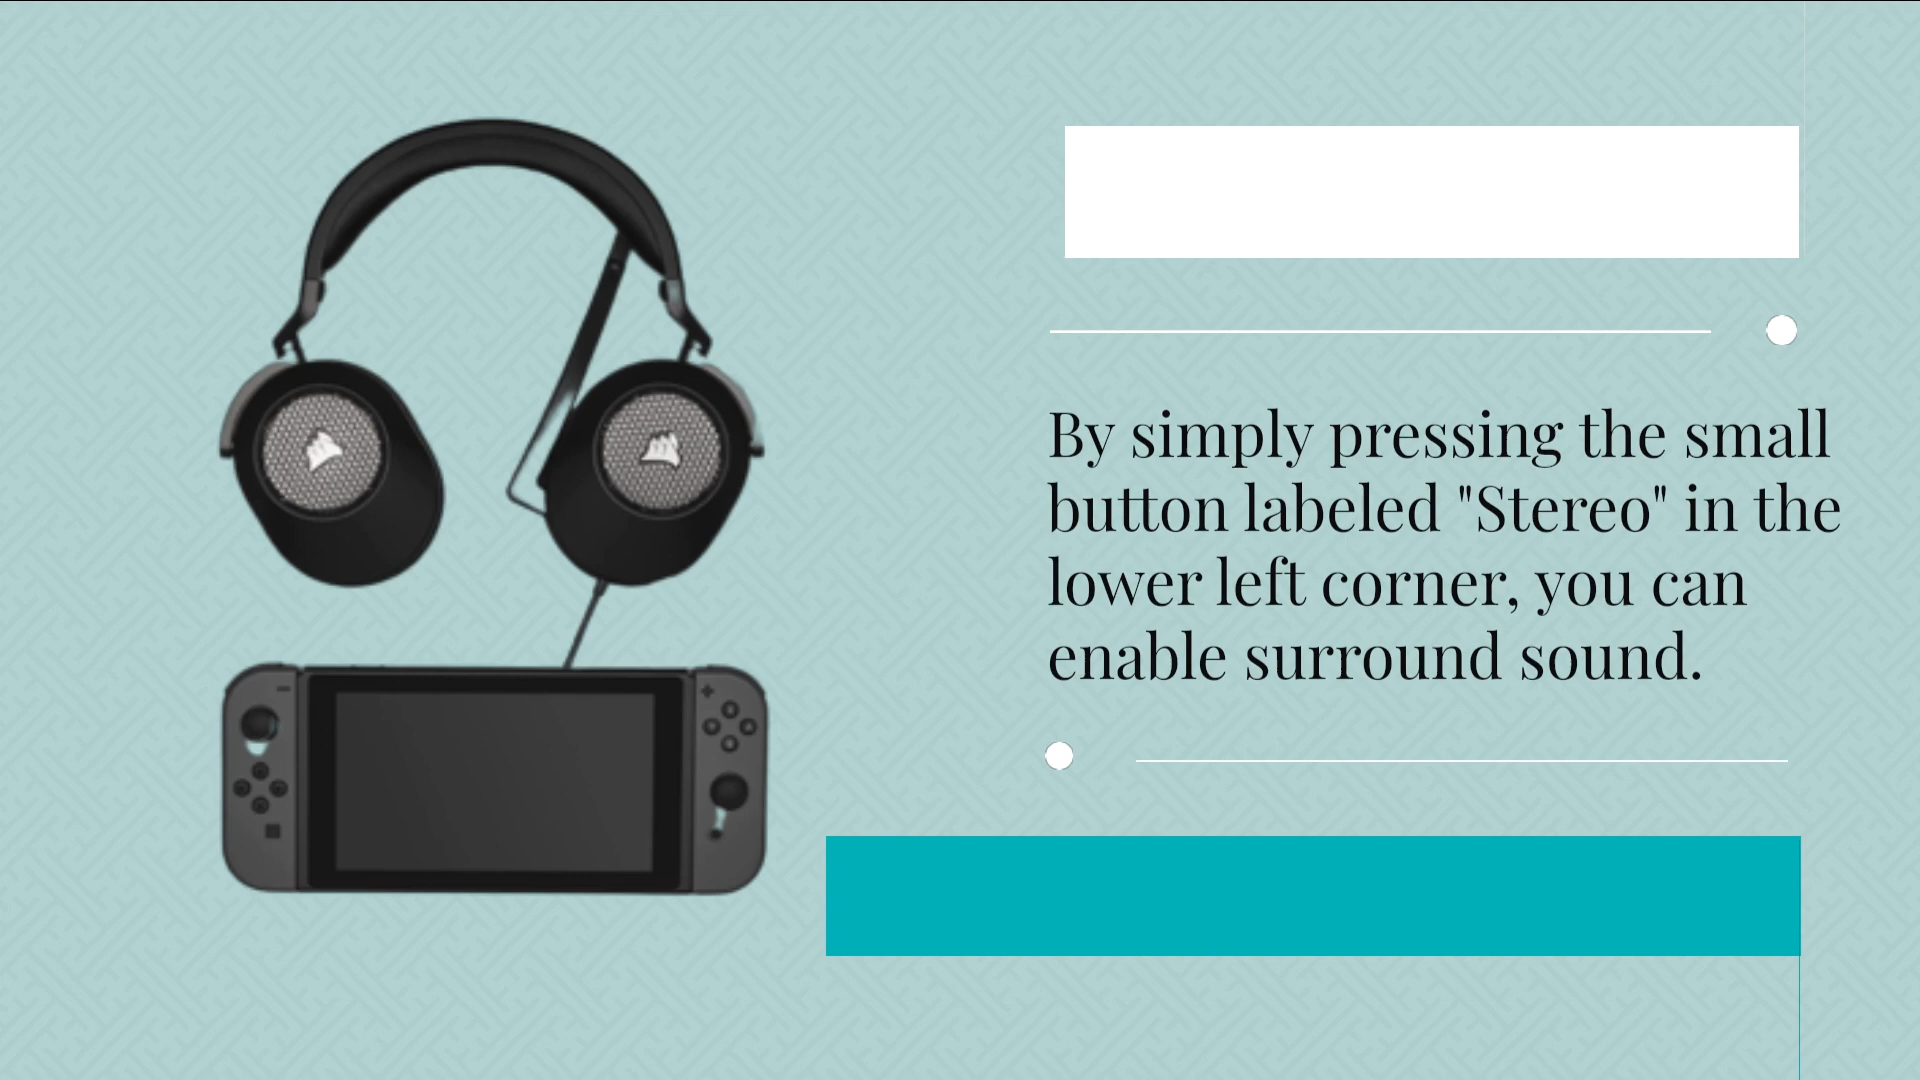 By simply pressing the small
button labeled "Stereo" in the
lower left corner, you can
enable surround sound.